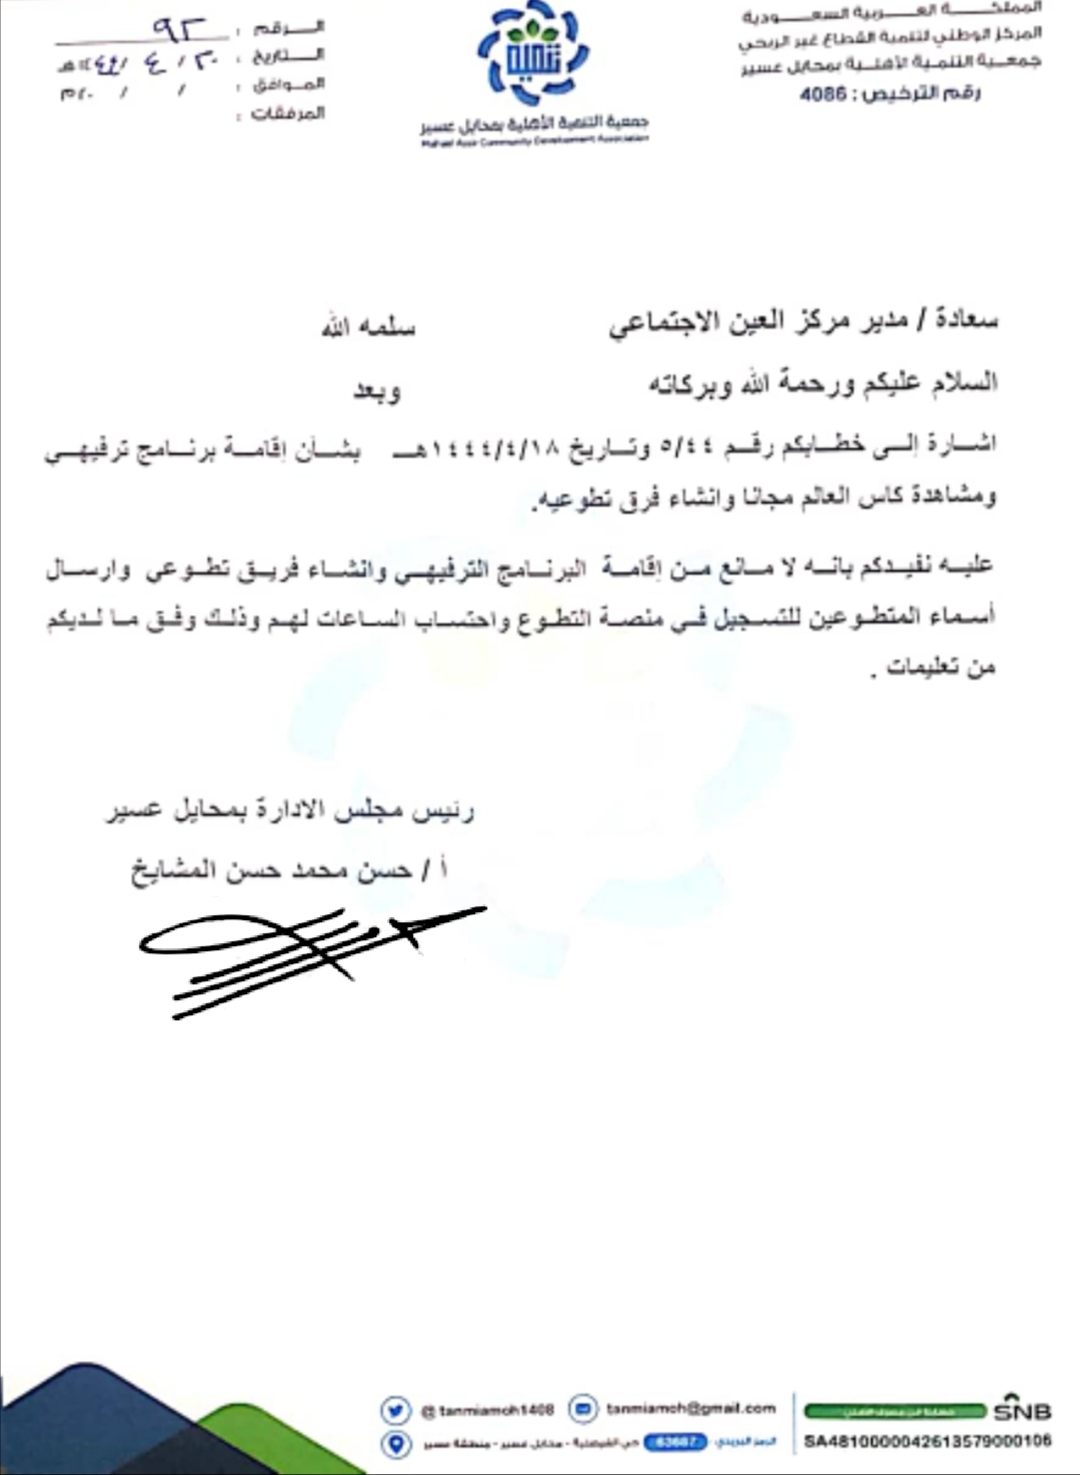 المملكة العربية السعودية
المركز الوطني لتنمية القطاع غير الربحي
جمعية التنمية الأهلية بمحايل عسير
رقم الترخيص : 4086
تنمية
جمعية التنمية الأهلية بمحايل عسير
Mahael Assir Community Development Association
الرقم : ٩٢
التاريخ : ٢٠ / ٤ / ١٤٤٤هـ
الموافق : / / ٢٠م
المرفقات :
سعادة / مدير مركز العين الاجتماعي سلمه الله
السلام عليكم ورحمة الله وبركاته وبعد
اشارة إلى خطابكم رقم ٥/٤٤ وتاريخ ١٤٤٤/٤/١٨هـ بشأن إقامة برنامج ترفيهي
ومشاهدة كاس العالم مجانا وانشاء فرق تطوعيه.
عليه نفيدكم بانه لا مانع من إقامة البرنامج الترفيهي وانشاء فريق تطوعي وارسال
أسماء المتطوعين للتسجيل في منصة التطوع واحتساب الساعات لهم وذلك وفق ما لديكم
من تعليمات .
رئيس مجلس الادارة بمحايل عسير
أ / حسن محمد حسن المشايخ
@tanmiamoh1408
tanmiamoh@gmail.com
حي الفيصلية - محايل عسير - منطقة عسير
63667 الرمز البريدي
SNB
SA4810000042613579000106